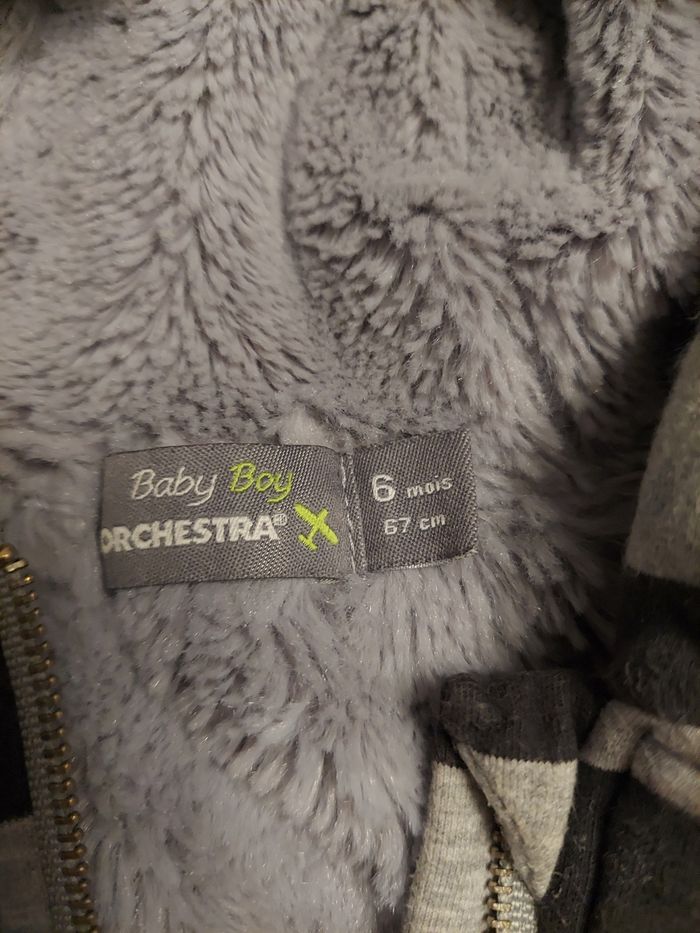 Baby Boy
ORCHESTRA®
6 mois
67 cm